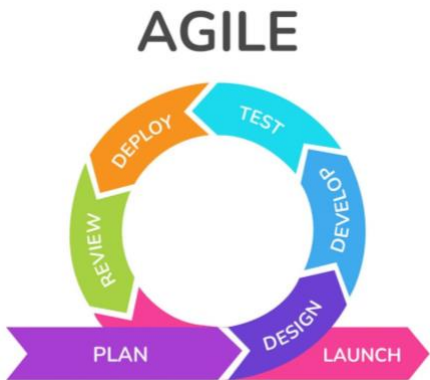 AGILE
PLAN
DESIGN
DEVELOP
TEST
DEPLOY
REVIEW
LAUNCH